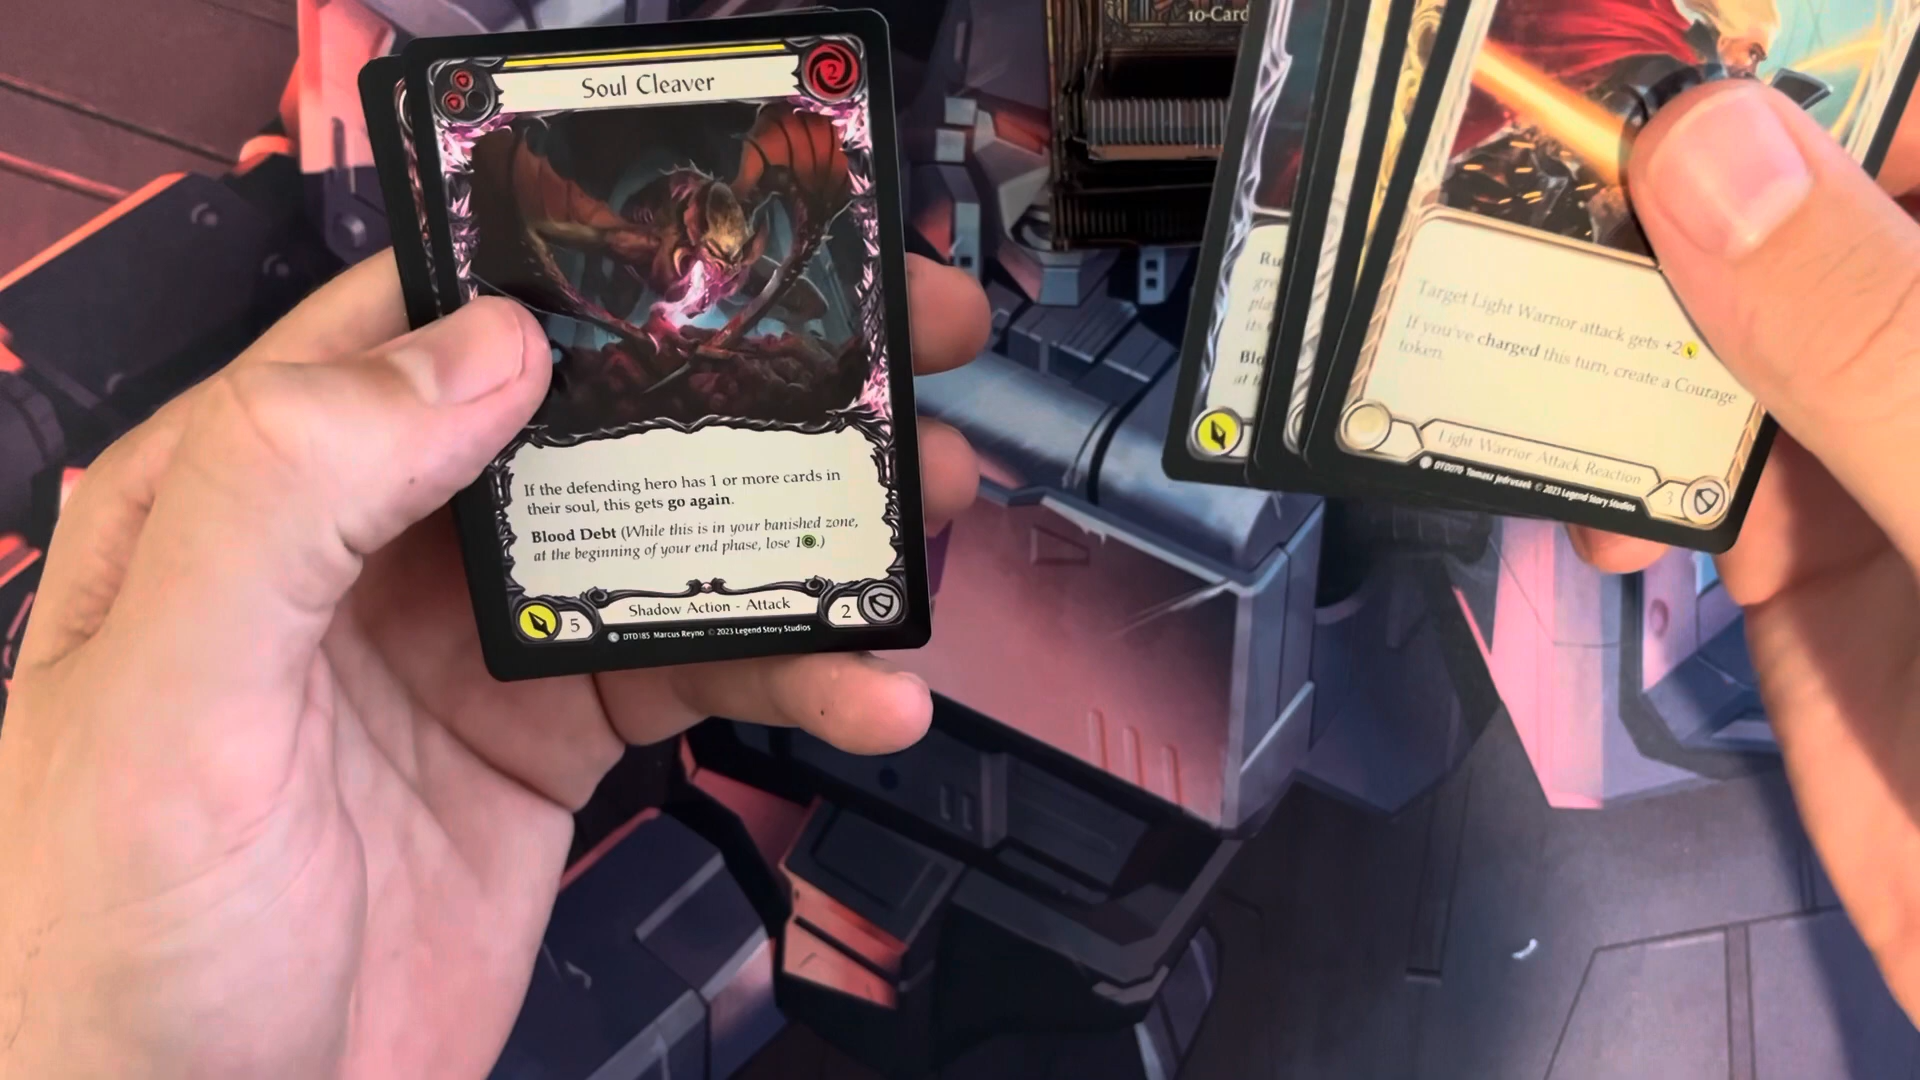 Soul Cleaver
2
If the defending hero has 1 or more cards in
their soul, this gets go again.
Blood Debt (While this is in your banished zone,
at the beginning of your end phase, lose 1.)
5
Shadow Action - Attack
2
C DTD185 Marcus Reyno © 2023 Legend Story Studios
10-Card
Target Light Warrior attack gets +2
If you've charged this turn, create a Courage
token.
Light Warrior Attack Reaction
DTD070 Tomasz Jedruszek © 2023 Legend Story Studios
3